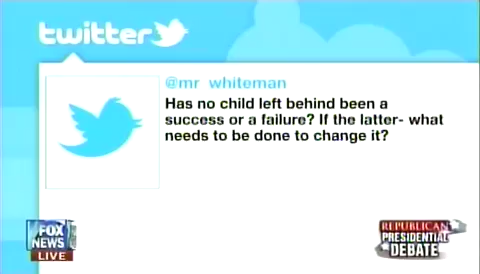 twitter
@mr_whiteman
Has no child left behind been a
success or a failure? If the latter- what
needs to be done to change it?
FOX
NEWS
LIVE
REPUBLICAN
PRESIDENTIAL
DEBATE